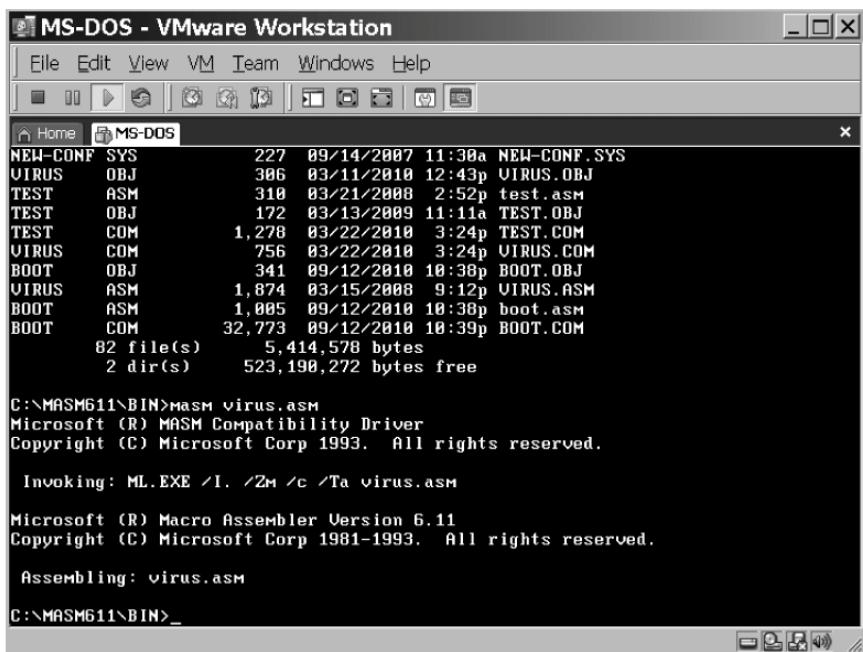 MS-DOS - VMware Workstation
File Edit View VM Team Windows Help
Home MS-DOS
NEW-CONF SYS 227 09/14/2007 11:30a NEW-CONF.SYS
VIRUS OBJ 306 03/11/2010 12:43p VIRUS.OBJ
TEST ASM 310 03/21/2008 2:52p test.asm
TEST OBJ 172 03/13/2009 11:11a TEST.OBJ
TEST COM 1,278 03/22/2010 3:24p TEST.COM
VIRUS COM 756 03/22/2010 3:24p VIRUS.COM
BOOT OBJ 341 09/12/2010 10:38p BOOT.OBJ
VIRUS ASM 1,874 03/15/2008 9:12p VIRUS.ASM
BOOT ASM 1,005 09/12/2010 10:38p boot.asm
BOOT COM 32,773 09/12/2010 10:39p BOOT.COM
82 file(s) 5,414,578 bytes
2 dir(s) 523,190,272 bytes free
C:\MASM611\BIN>masm virus.asm
Microsoft (R) MASM Compatibility Driver
Copyright (C) Microsoft Corp 1993. All rights reserved.
Invoking: ML.EXE /I. /Zm /c /Ta virus.asm
Microsoft (R) Macro Assembler Version 6.11
Copyright (C) Microsoft Corp 1981-1993. All rights reserved.
Assembling: virus.asm
C:\MASM611\BIN>_